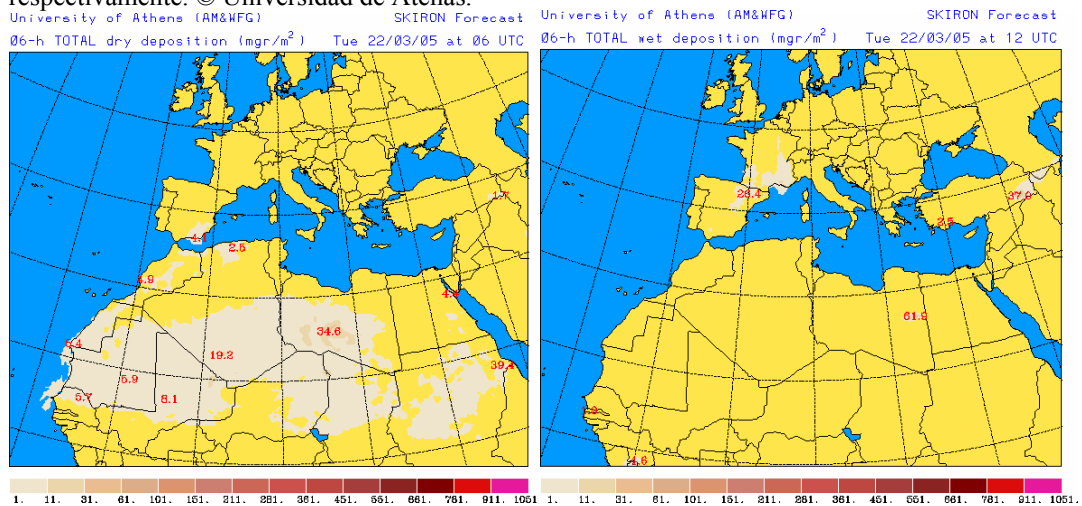 respectivamente. © Universidad de Atenas.
University of Athens (AM&WFG) SKIRON Forecast
06-h TOTAL dry deposition (mgr/m²) Tue 22/03/05 at 06 UTC
1.7
4.4
2.5
4.9
34.6
5.4
19.2
39.4
5.9
5.7
8.1
1. 11. 31. 61. 101. 151. 211. 281. 361. 451. 551. 661. 781. 911. 1051
University of Athens (AM&WFG) SKIRON Forecast
06-h TOTAL wet deposition (mgr/m²) Tue 22/03/05 at 12 UTC
26.4
37.0
2.5
61.9
1. 11. 31. 61. 101. 151. 211. 281. 361. 451. 551. 661. 781. 911. 1051.